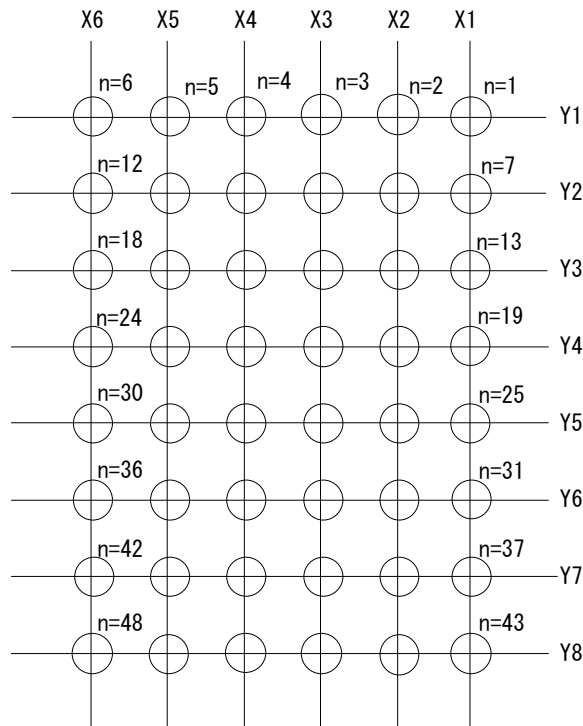 X6 X5 X4 X3 X2 X1
n=6 n=5 n=4 n=3 n=2 n=1
Y1
n=12 n=7
Y2
n=18 n=13
Y3
n=24 n=19
Y4
n=30 n=25
Y5
n=36 n=31
Y6
n=42 n=37
Y7
n=48 n=43
Y8